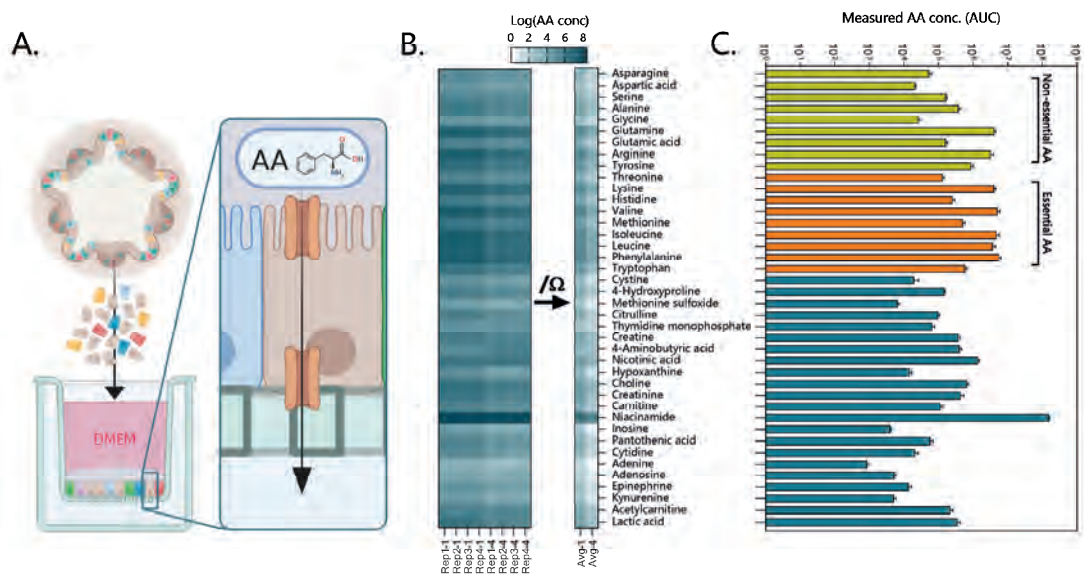 A.
AA
O
OH
NH₂
DMEM
B.
Log(AA conc)
0 2 4 6 8
/Ω
Rep1-1
Rep2-1
Rep3-1
Rep4-1
Rep1-4
Rep2-4
Rep3-4
Rep4-4
Avg-1
Avg-4
Asparagine
Aspartic acid
Serine
Alanine
Glycine
Glutamine
Glutamic acid
Arginine
Tyrosine
Threonine
Lysine
Histidine
Valine
Methionine
Isoleucine
Leucine
Phenylalanine
Tryptophan
Cystine
4-Hydroxyproline
Methionine sulfoxide
Citrulline
Thymidine monophosphate
Creatine
4-Aminobutyric acid
Nicotinic acid
Hypoxanthine
Choline
Creatinine
Carnitine
Niacinamide
Inosine
Pantothenic acid
Cytidine
Adenine
Adenosine
Epinephrine
Kynurenine
Acetylcarnitine
Lactic acid
C.
Measured AA conc. (AUC)
Non-essential AA
Essential AA